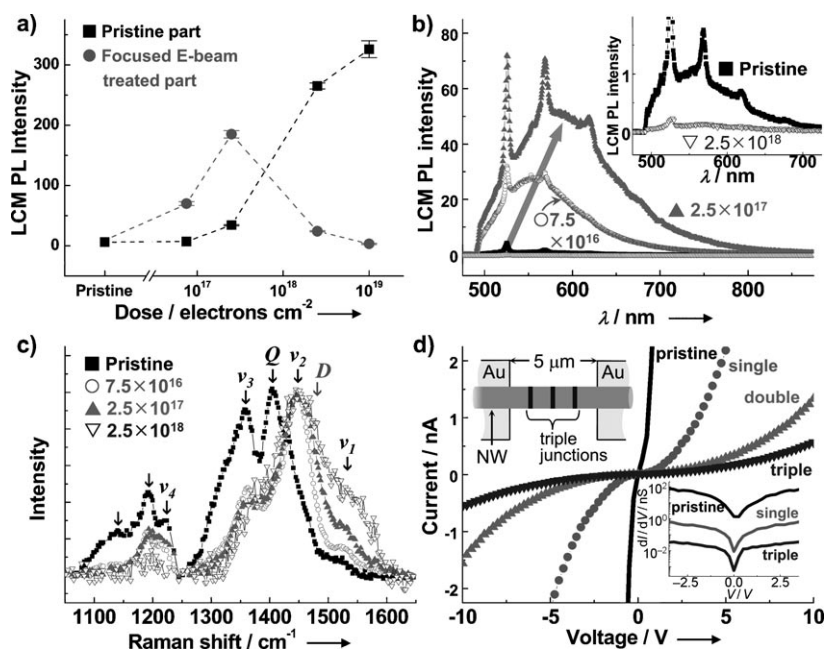 a)
■ Pristine part
● Focused E-beam
treated part
LCM PL intensity
300
200
100
0
Pristine
10^17
10^18
10^19
Dose / electrons cm^-2
b)
LCM PL intensity
80
60
40
20
0
500
600
700
800
λ / nm
○7.5
×10^16
▲2.5×10^17
LCM PL intensity
1
0
■ Pristine
▽ 2.5×10^18
500
600
700
λ / nm
c)
■ Pristine
○ 7.5×10^16
▲ 2.5×10^17
▽ 2.5×10^18
v_4
v_3
Q
v_2
D
v_1
Intensity
1100
1200
1300
1400
1500
1600
Raman shift / cm^-1
d)
Current / nA
2
1
0
-1
-2
-10
-5
0
5
10
Voltage / V
5 μm
Au
Au
NW
triple
junctions
pristine
single
double
triple
dI/dV/nS
10^2
10^0
10^-2
pristine
single
triple
-2.5
0.0
2.5
V/V